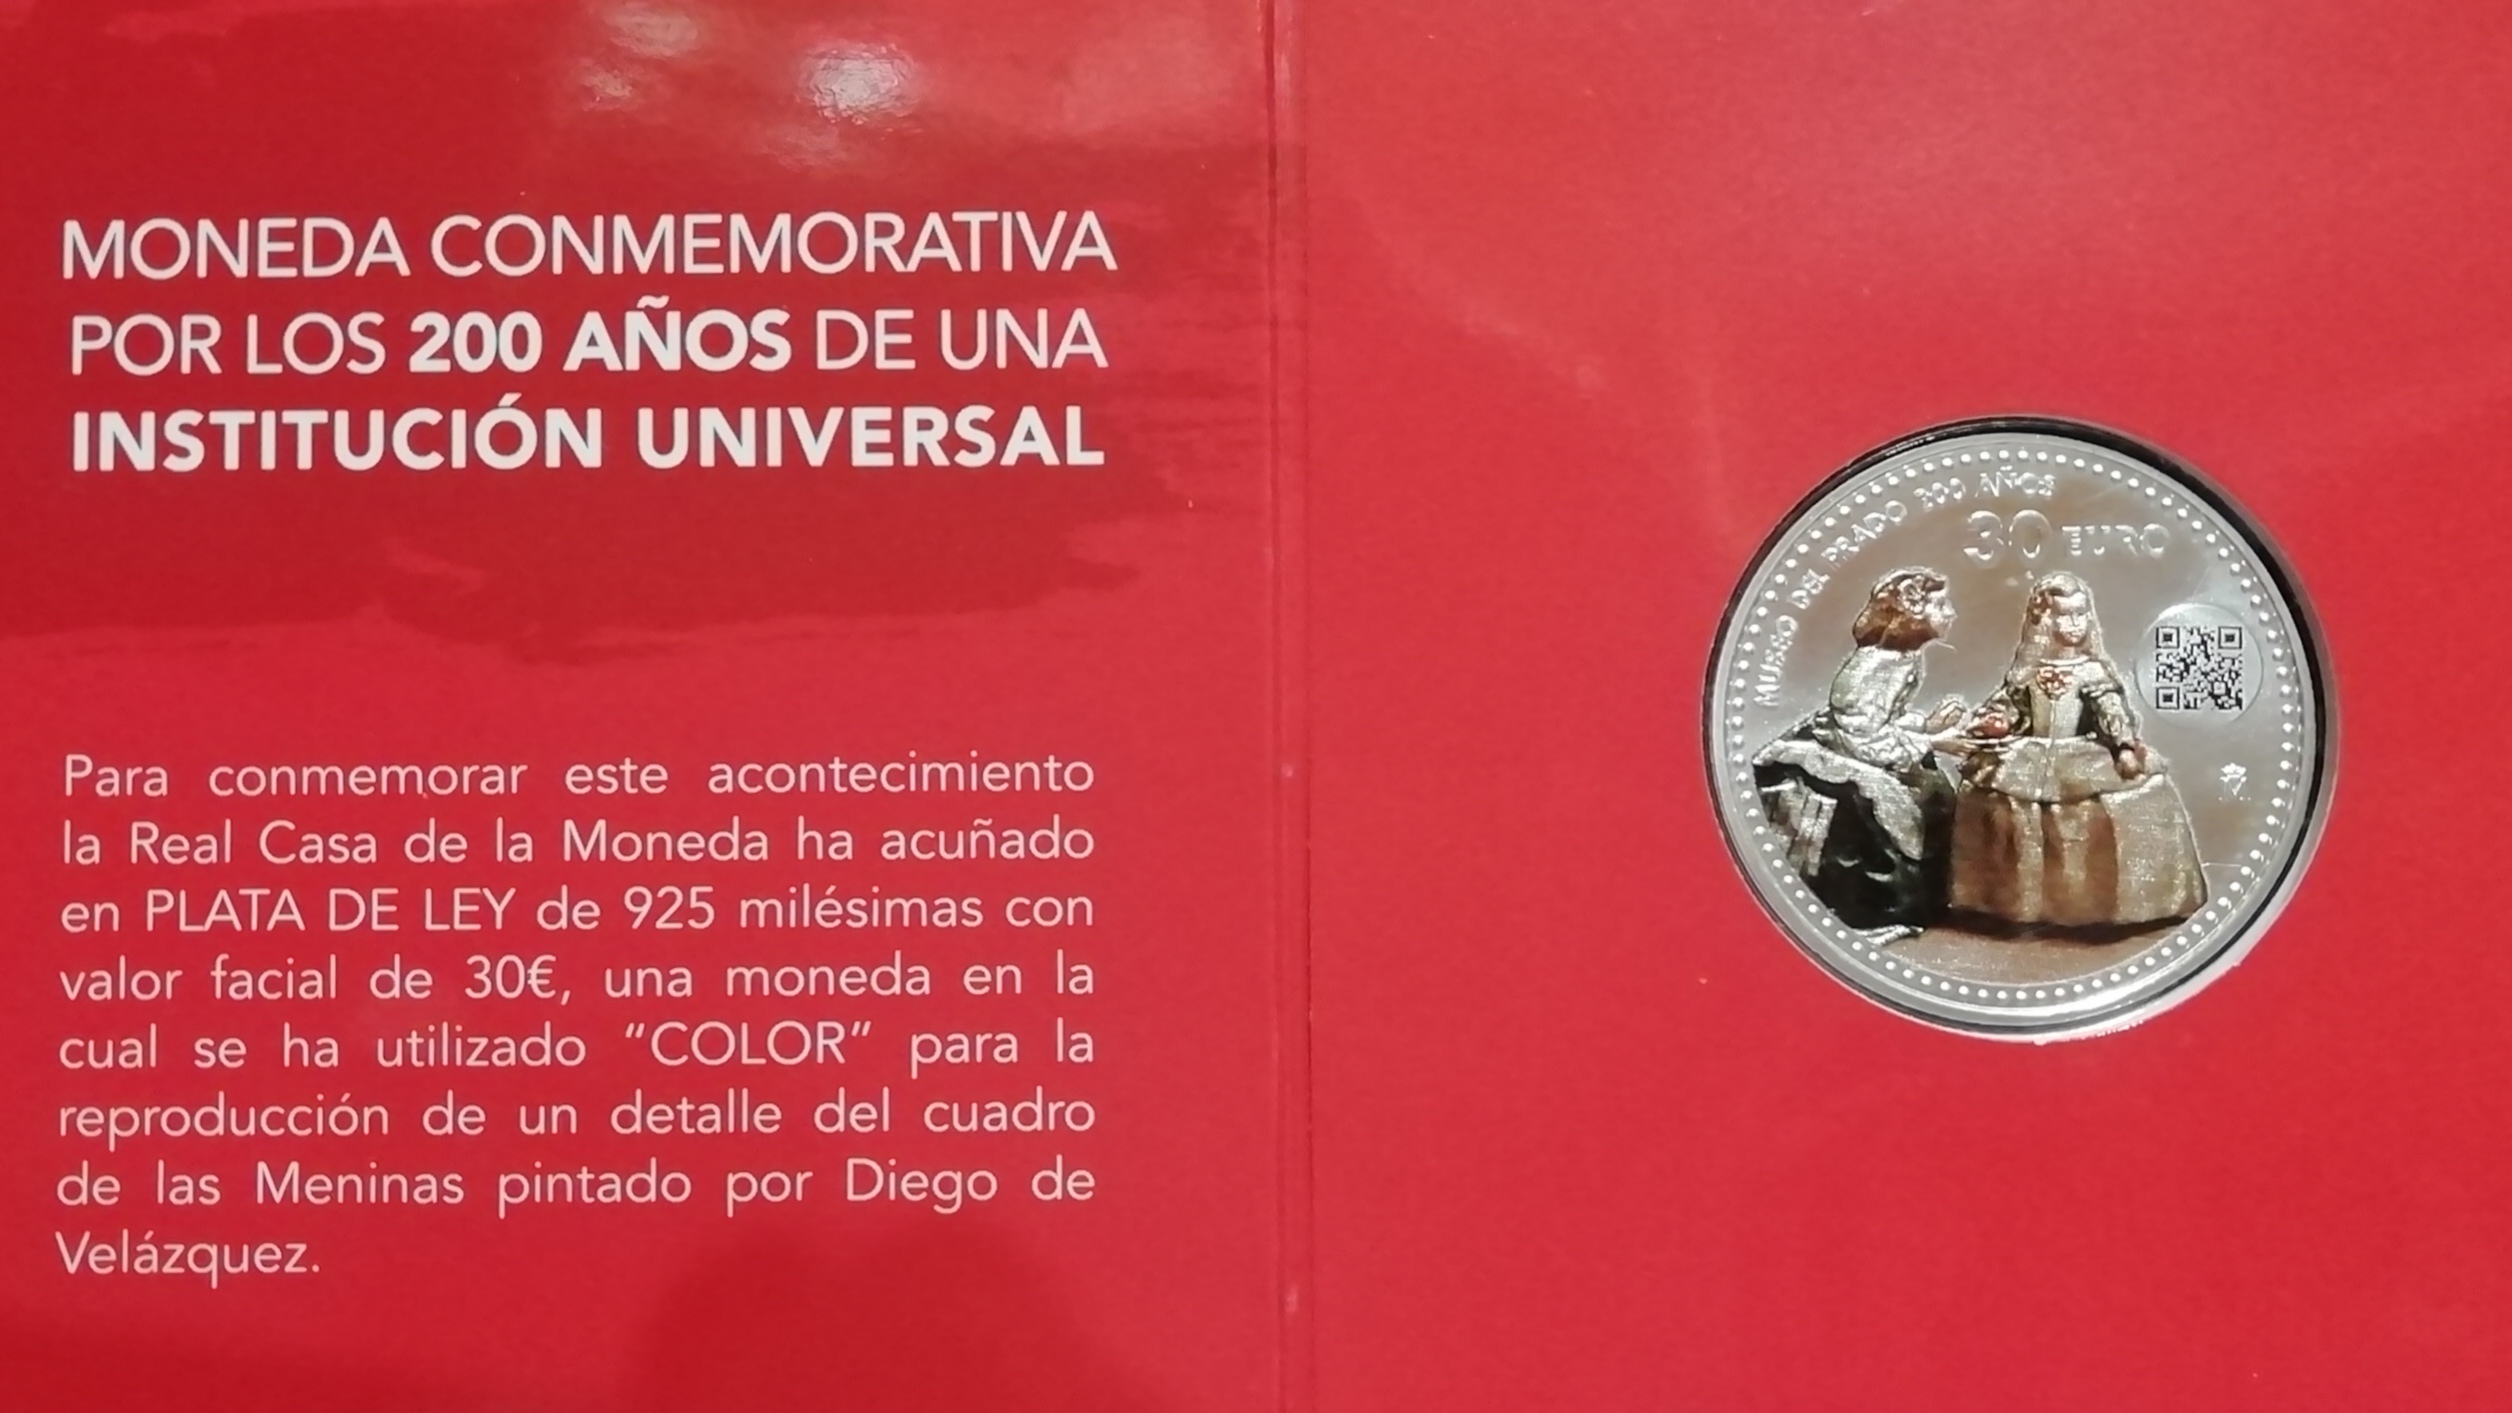 MONEDA CONMEMORATIVA
POR LOS 200 AÑOS DE UNA
INSTITUCIÓN UNIVERSAL
Para conmemorar este acontecimiento
la Real Casa de la Moneda ha acuñado
en PLATA DE LEY de 925 milésimas con
valor facial de 30€, una moneda en la
cual se ha utilizado “COLOR” para la
reproducción de un detalle del cuadro
de las Meninas pintado por Diego de
Velázquez.
MUSEO DEL PRADO 200 AÑOS
30 EURO